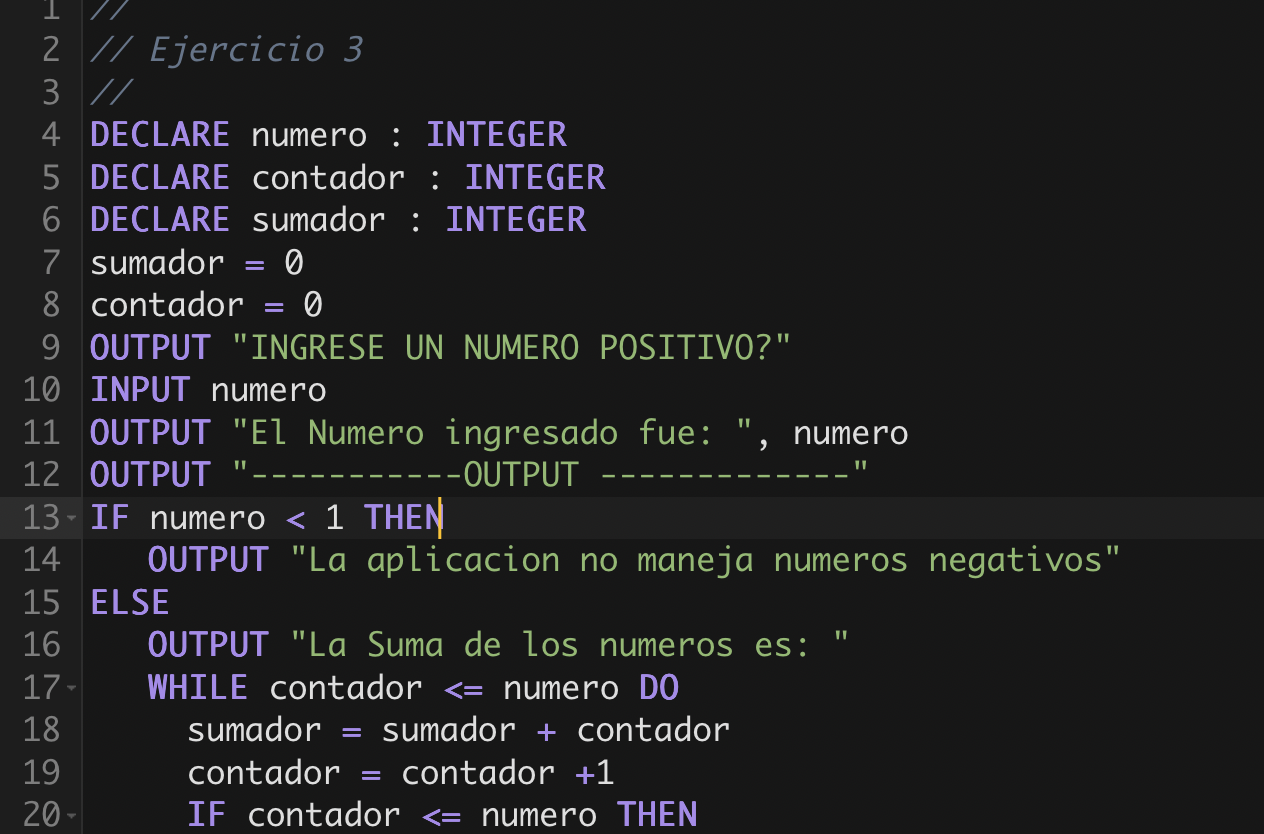 1 //
2 // Ejercicio 3
3 //
4 DECLARE numero : INTEGER
5 DECLARE contador : INTEGER
6 DECLARE sumador : INTEGER
7 sumador = 0
8 contador = 0
9 OUTPUT "INGRESE UN NUMERO POSITIVO?"
10 INPUT numero
11 OUTPUT "El Numero ingresado fue: ", numero
12 OUTPUT "-----------OUTPUT -------------"
13 IF numero < 1 THEN
14    OUTPUT "La aplicacion no maneja numeros negativos"
15 ELSE
16    OUTPUT "La Suma de los numeros es: "
17    WHILE contador <= numero DO
18      sumador = sumador + contador
19      contador = contador +1
20      IF contador <= numero THEN